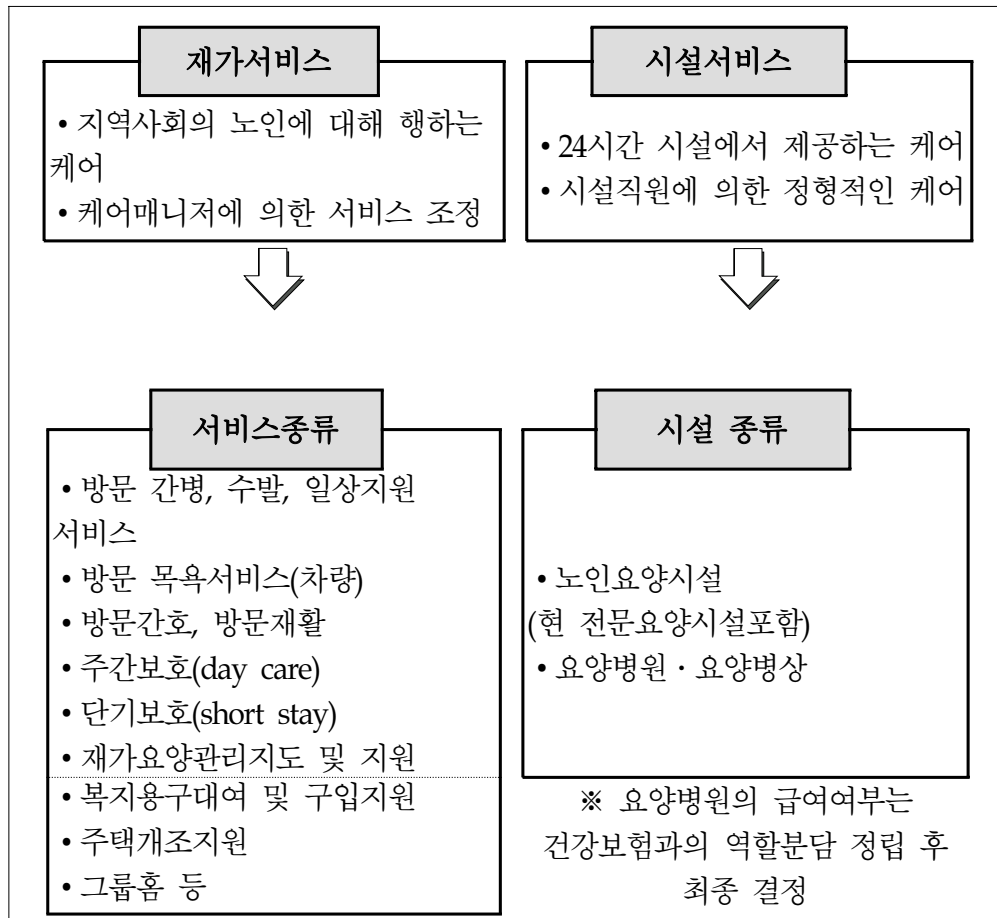 재가서비스
• 지역사회의 노인에 대해 행하는
케어
• 케어매니저에 의한 서비스 조정
시설서비스
• 24시간 시설에서 제공하는 케어
• 시설직원에 의한 정형적인 케어
서비스종류
• 방문 간병, 수발, 일상지원
서비스
• 방문 목욕서비스(차량)
• 방문간호, 방문재활
• 주간보호(day care)
• 단기보호(short stay)
• 재가요양관리지도 및 지원
• 복지용구대여 및 구입지원
• 주택개조지원
• 그룹홈 등
시설 종류
• 노인요양시설
(현 전문요양시설포함)
• 요양병원 · 요양병상
※ 요양병원의 급여여부는
건강보험과의 역할분담 정립 후
최종 결정